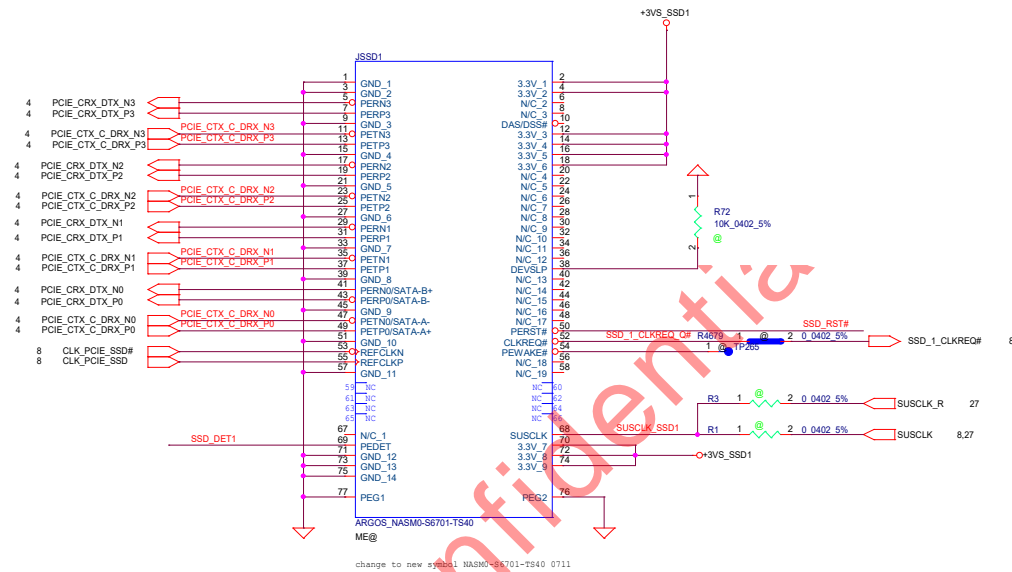 +3VS_SSD1
JSSD1
1 GND_1 3.3V_1 2
3 GND_2 3.3V_2 4
4 PCIE_CRX_DTX_N3 5 PERN3 N/C_2 6
4 PCIE_CRX_DTX_P3 7 PERP3 N/C_3 8
9 GND_3 DAS/DSS# 10
4 PCIE_CTX_C_DRX_N3 PCIE_CTX_C_DRX_N3 11 PETN3 3.3V_3 12
4 PCIE_CTX_C_DRX_P3 PCIE_CTX_C_DRX_P3 13 PETP3 3.3V_4 14
15 GND_4 3.3V_5 16
4 PCIE_CRX_DTX_N2 17 PERN2 3.3V_6 18
4 PCIE_CRX_DTX_P2 19 PERP2 N/C_4 20
21 GND_5 N/C_5 22
4 PCIE_CTX_C_DRX_N2 PCIE_CTX_C_DRX_N2 23 PETN2 N/C_6 24
4 PCIE_CTX_C_DRX_P2 PCIE_CTX_C_DRX_P2 25 PETP2 N/C_7 26
27 GND_6 N/C_8 28
4 PCIE_CRX_DTX_N1 29 PERN1 N/C_9 30
4 PCIE_CRX_DTX_P1 31 PERP1 N/C_10 32
33 GND_7 N/C_11 34
4 PCIE_CTX_C_DRX_N1 PCIE_CTX_C_DRX_N1 35 PETN1 N/C_12 36
4 PCIE_CTX_C_DRX_P1 PCIE_CTX_C_DRX_P1 37 PETP1 DEVSLP 38
1
R72
10K_0402_5%
@
2
39 GND_8 N/C_13 40
4 PCIE_CRX_DTX_N0 41 PERN0/SATA-B+ N/C_14 42
4 PCIE_CRX_DTX_P0 43 PERP0/SATA-B- N/C_15 44
45 GND_9 N/C_16 46
4 PCIE_CTX_C_DRX_N0 PCIE_CTX_C_DRX_N0 47 PETN0/SATA-A- N/C_17 48
4 PCIE_CTX_C_DRX_P0 PCIE_CTX_C_DRX_P0 49 PETP0/SATA-A+ PERST# 50 SSD_RST#
51 GND_10 CLKREQ# 52 SSD_1_CLKREQ_Q# R4679 1 @ 2 0_0402_5% SSD_1_CLKREQ# 8
8 CLK_PCIE_SSD# 53 REFCLKN PEWAKE# 54 1 @ TP265
8 CLK_PCIE_SSD 55 REFCLKP N/C_18 56
57 GND_11 N/C_19 58
59 NC NC 60
61 NC NC 62
63 NC NC 64
65 NC NC 66
R3 1 @ 2 0_0402_5% SUSCLK_R 27
67 N/C_1 SUSCLK 68 SUSCLK_SSD1 R1 1 @ 2 0_0402_5% SUSCLK 8,27
SSD_DET1 69 PEDET 3.3V_7 70
71 GND_12 3.3V_8 72 +3VS_SSD1
73 GND_13 3.3V_9 74
75 GND_14
77 PEG1 PEG2 76
ARGOS_NASM0-S6701-TS40
ME@
change to new symbol NASM0-S6701-TS40 0711
nfidentia